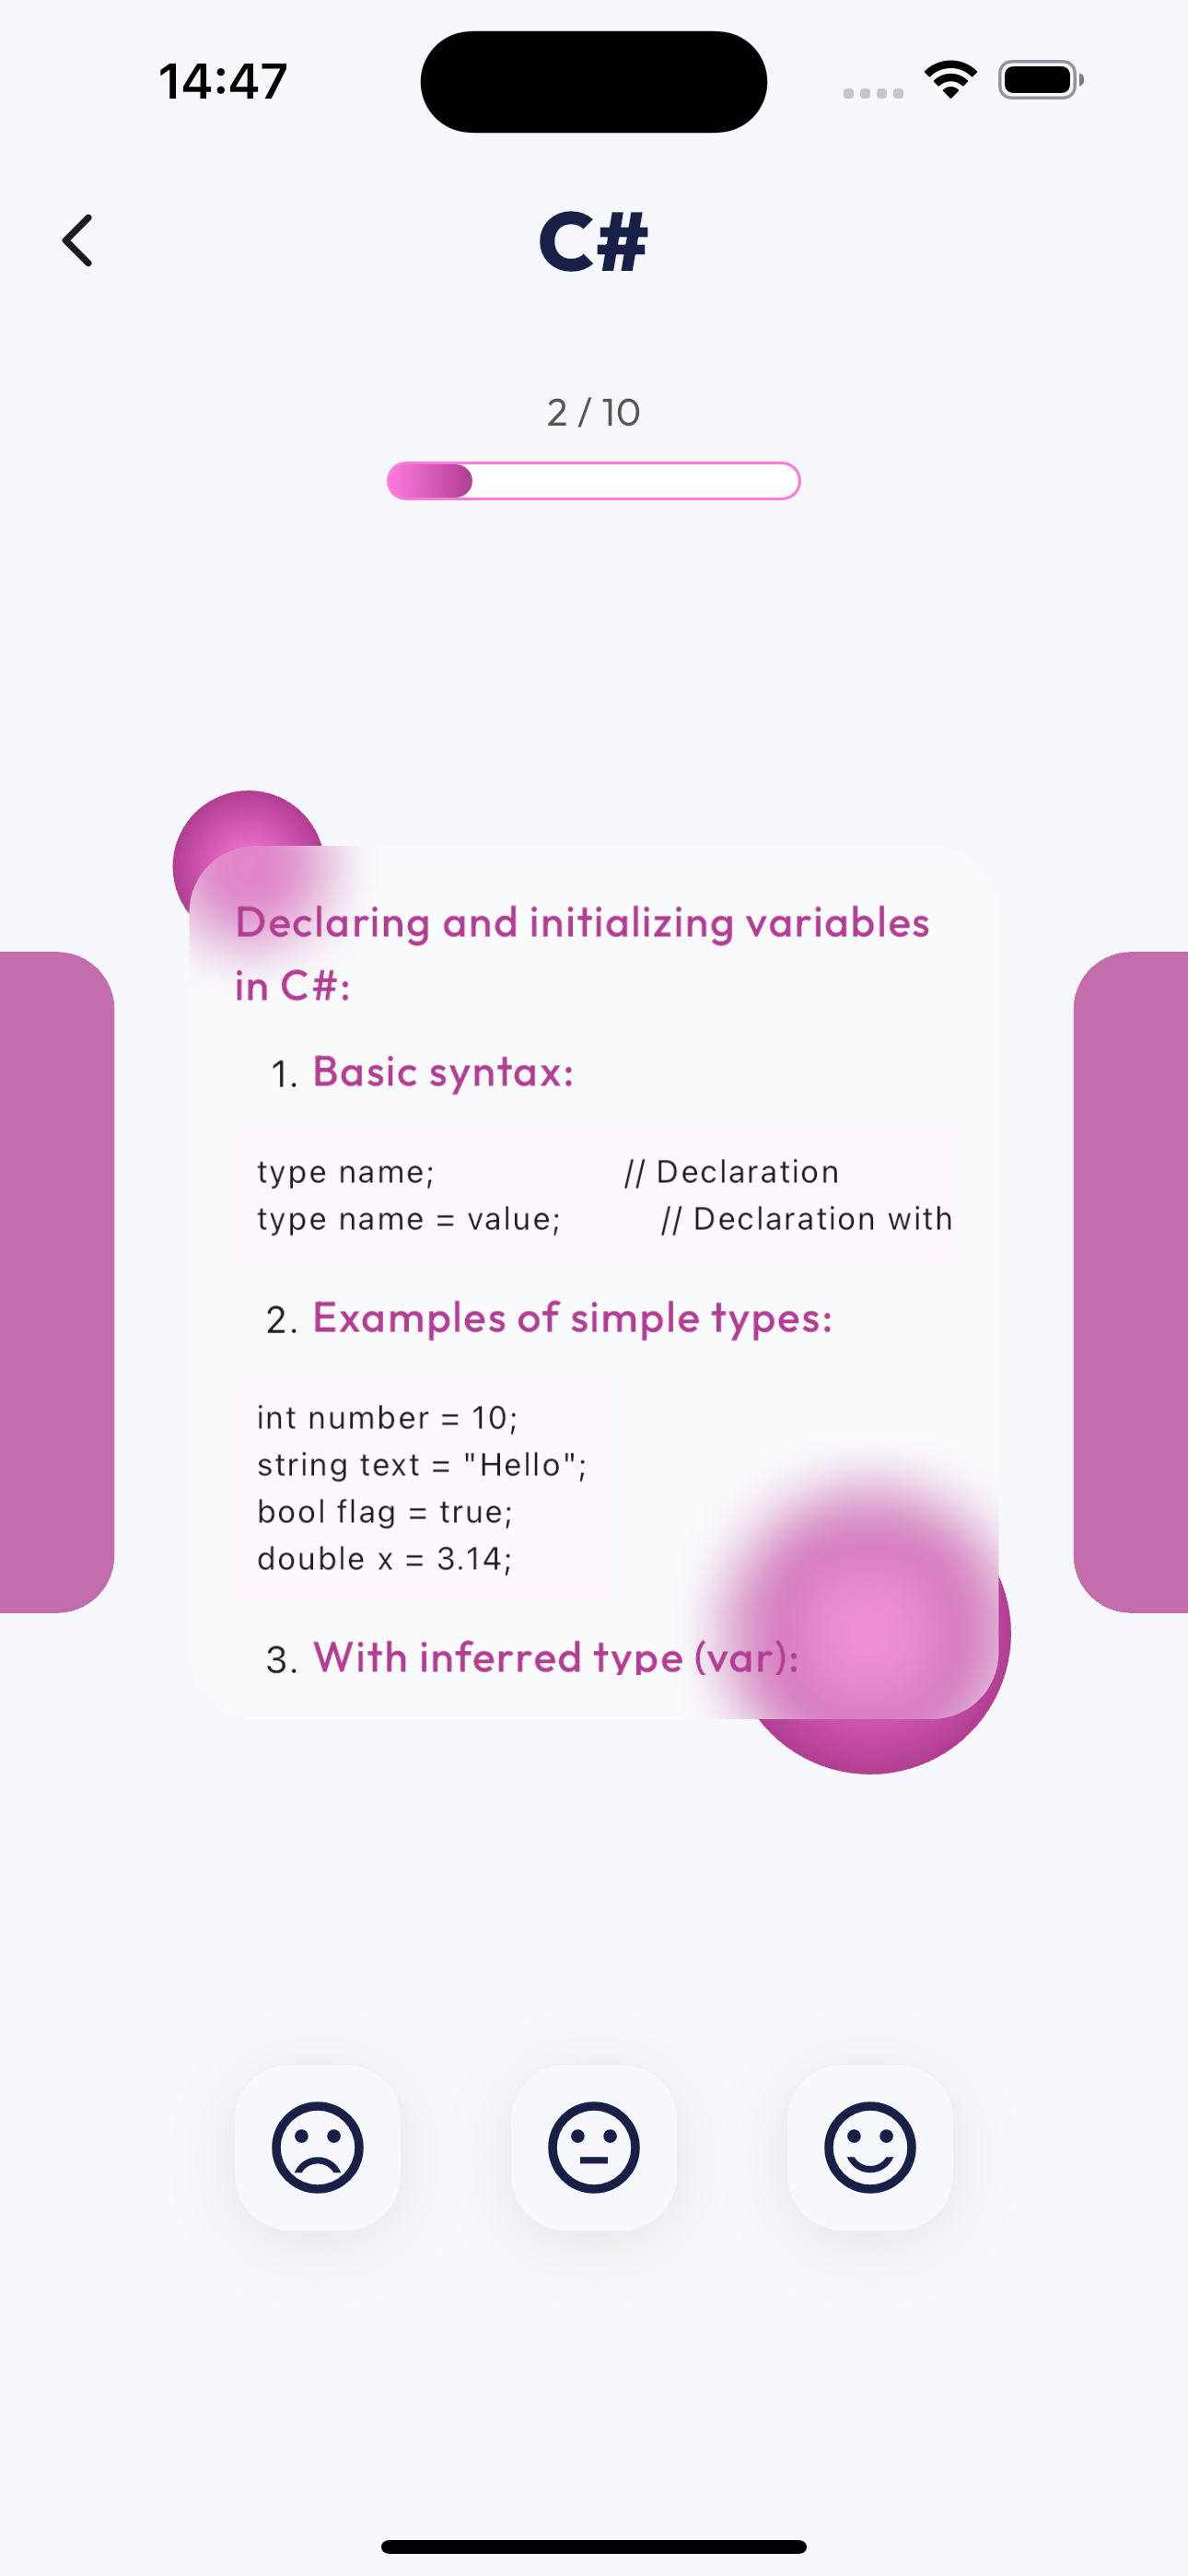 14:47
C#
2 / 10
Declaring and initializing variables
in C#:
1. Basic syntax:
type name; // Declaration
type name = value; // Declaration with
2. Examples of simple types:
int number = 10;
string text = "Hello";
bool flag = true;
double x = 3.14;
3. With inferred type (var):